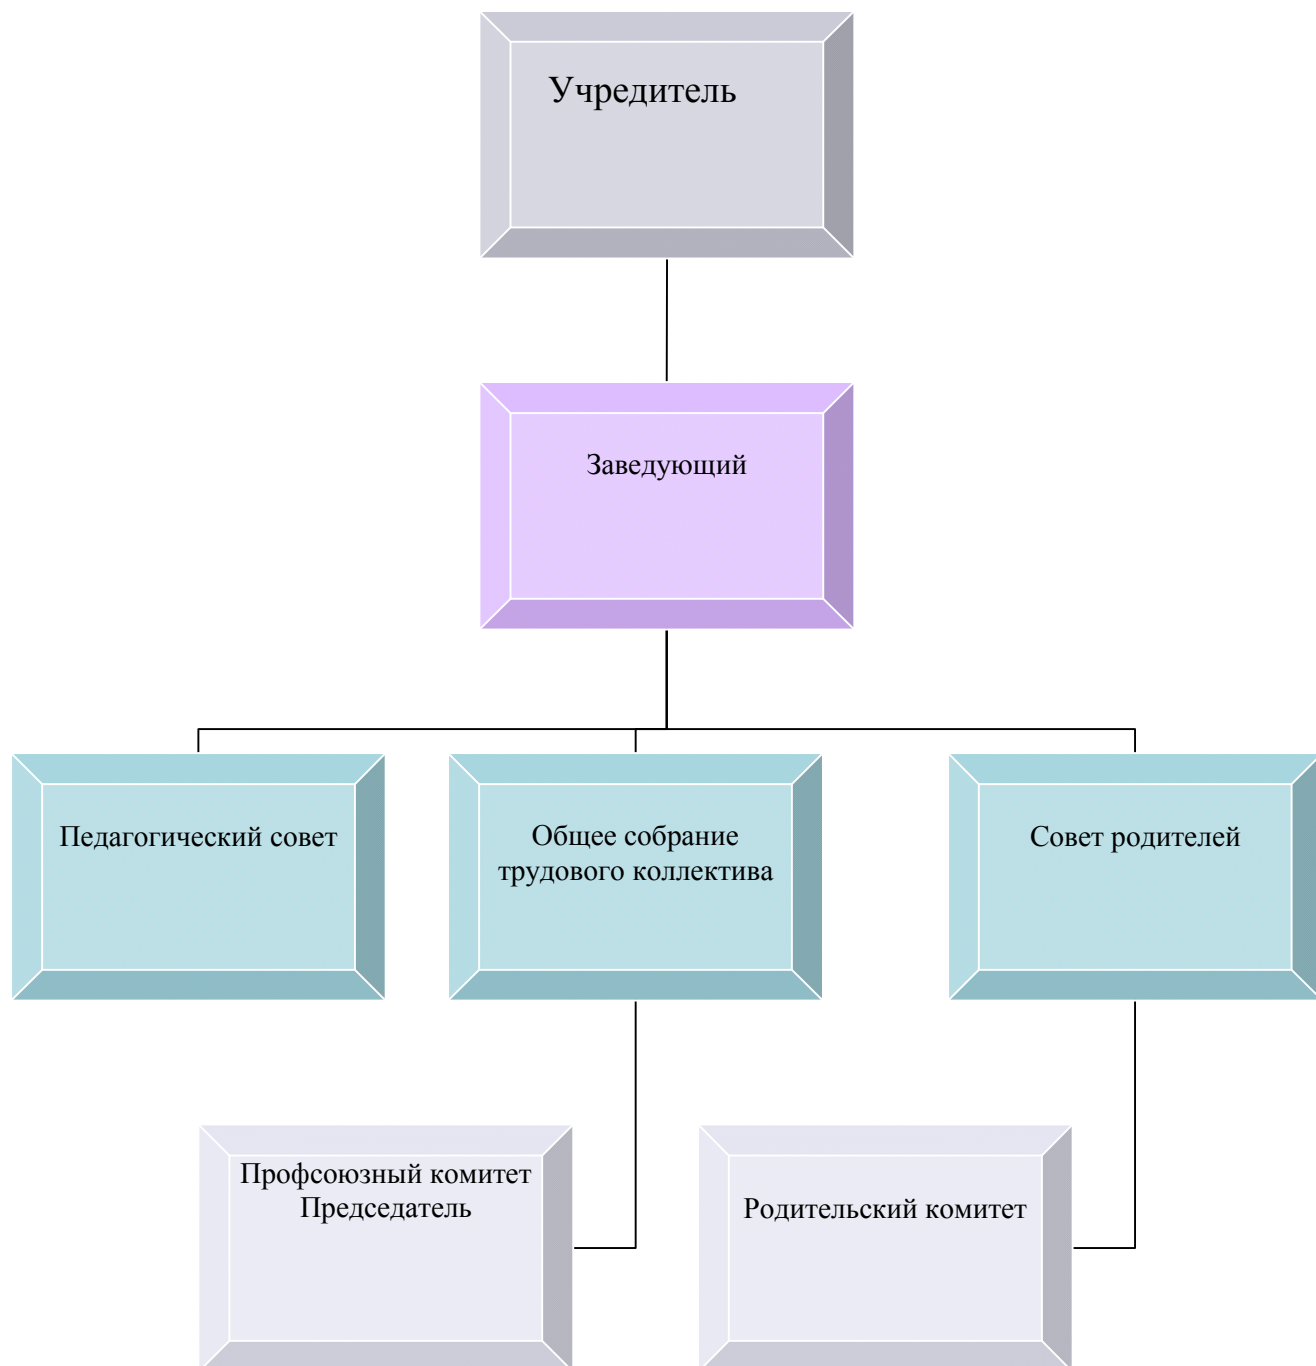 Учредитель
Заведующий
Педагогический совет
Общее собрание
трудового коллектива
Совет родителей
Профсоюзный комитет
Председатель
Родительский комитет